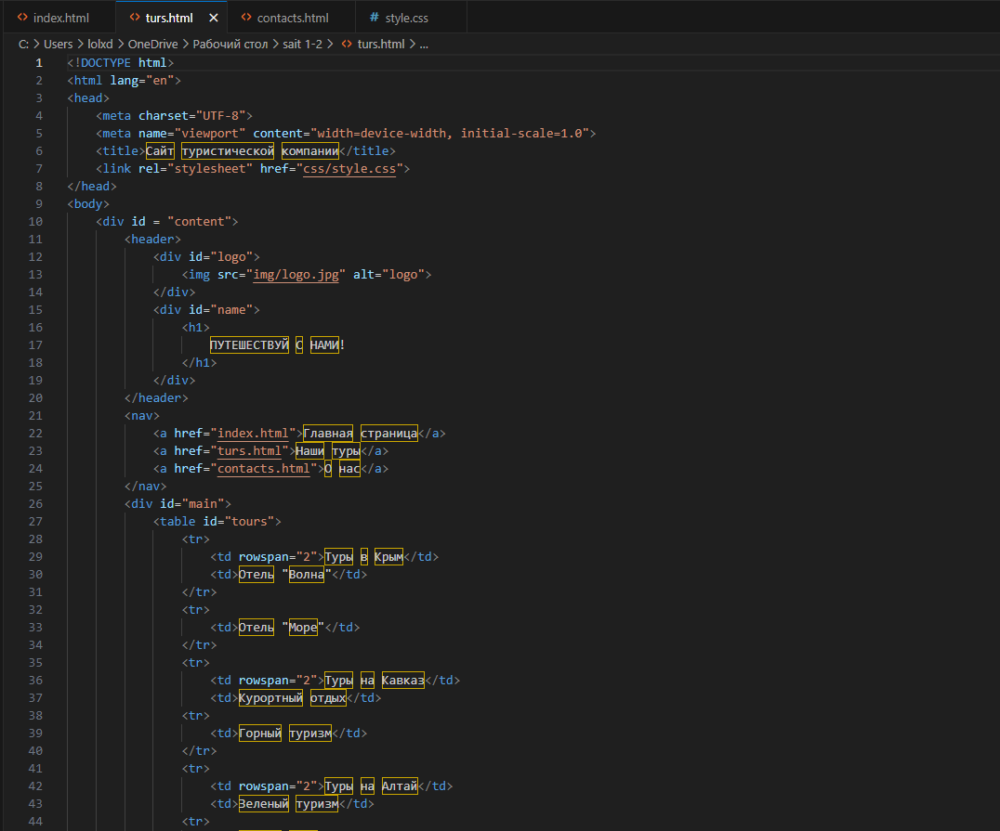 index.html turs.html contacts.html # style.css
C: > Users > lolxd > OneDrive > Рабочий стол > sait 1-2 > turs.html > ...
1 <!DOCTYPE html>
2 <html lang="en">
3 <head>
4 <meta charset="UTF-8">
5 <meta name="viewport" content="width=device-width, initial-scale=1.0">
6 <title>Сайт туристической компании</title>
7 <link rel="stylesheet" href="css/style.css">
8 </head>
9 <body>
10 <div id = "content">
11 <header>
12 <div id="logo">
13 <img src="img/logo.jpg" alt="logo">
14 </div>
15 <div id="name">
16 <h1>
17 ПУТЕШЕСТВУЙ С НАМИ!
18 </h1>
19 </div>
20 </header>
21 <nav>
22 <a href="index.html">Главная страница</a>
23 <a href="turs.html">Наши туры</a>
24 <a href="contacts.html">О нас</a>
25 </nav>
26 <div id="main">
27 <table id="tours">
28 <tr>
29 <td rowspan="2">Туры в Крым</td>
30 <td>Отель "Волна"</td>
31 </tr>
32 <tr>
33 <td>Отель "Море"</td>
34 </tr>
35 <tr>
36 <td rowspan="2">Туры на Кавказ</td>
37 <td>Курортный отдых</td>
38 <tr>
39 <td>Горный туризм</td>
40 </tr>
41 <tr>
42 <td rowspan="2">Туры на Алтай</td>
43 <td>Зеленый туризм</td>
44 <tr>